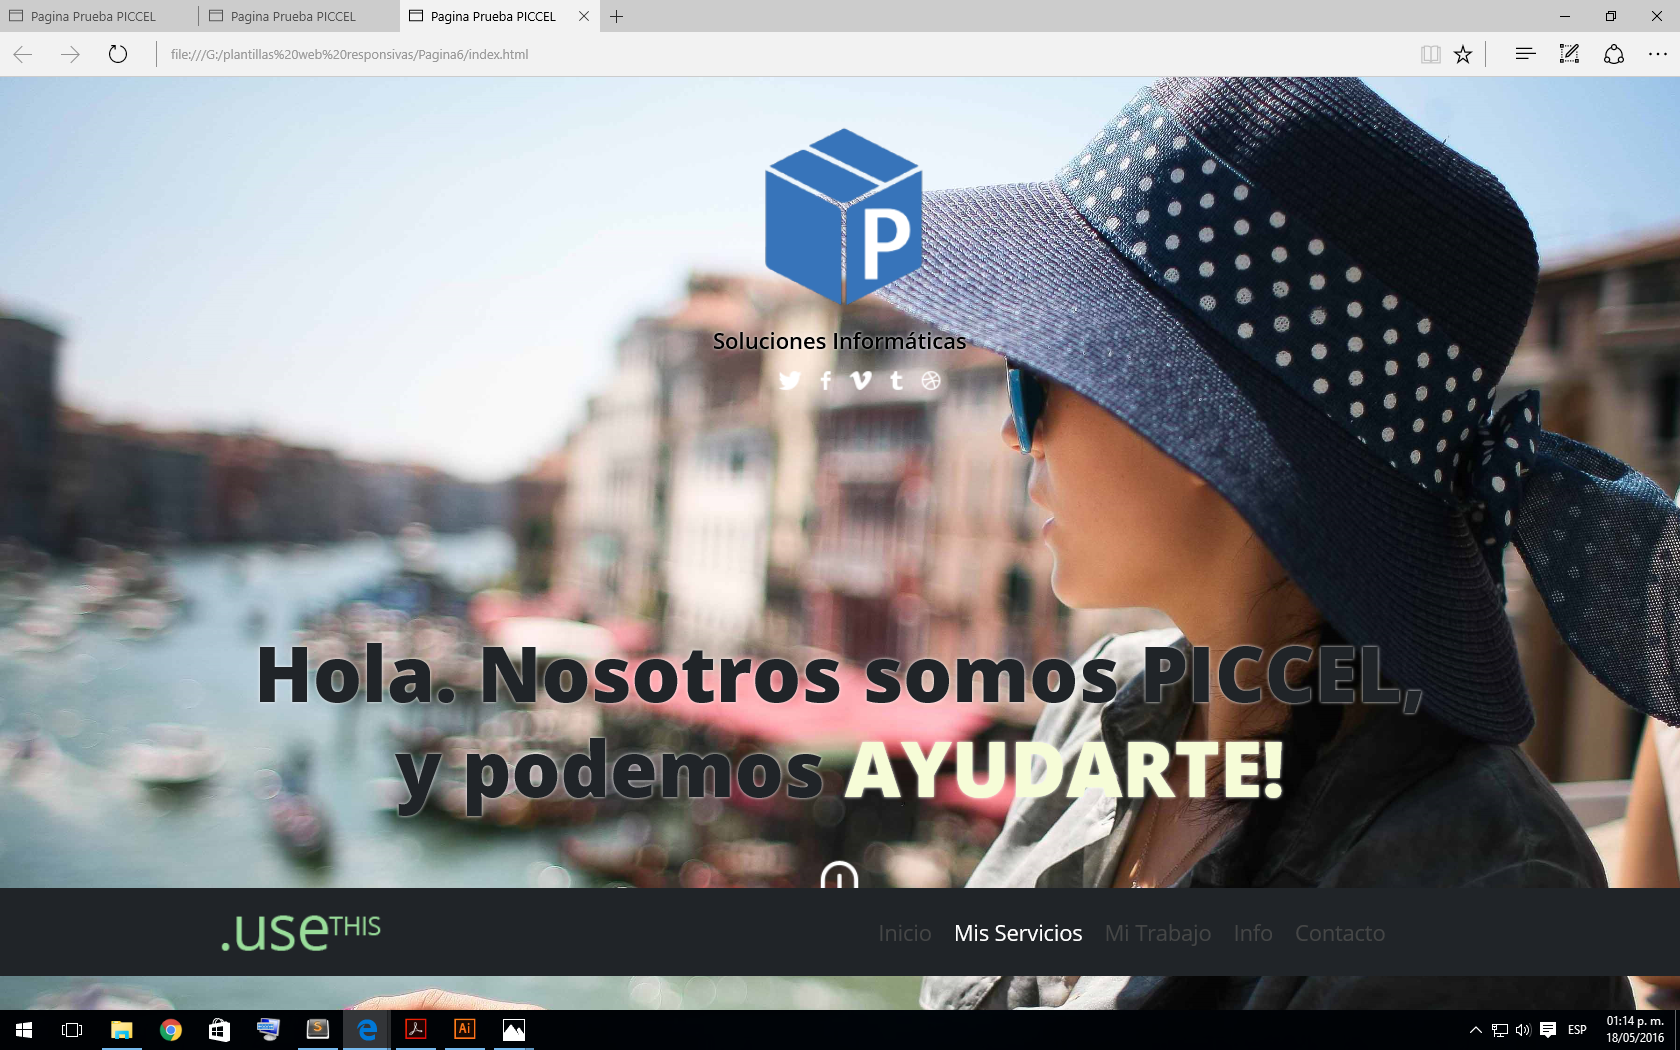 Pagina Prueba PICCEL
Pagina Prueba PICCEL
Pagina Prueba PICCEL
file:///G:/plantillas%20web%20responsivas/Pagina6/index.html
P
Soluciones Informáticas
Hola. Nosotros somos PICCEL,
y podemos AYUDARTE!
.useTHIS
Inicio Mis Servicios Mi Trabajo Info Contacto
S
Ai
ESP
01:14 p. m.
18/05/2016